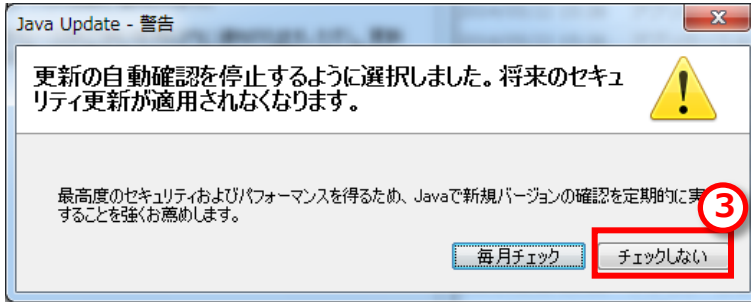 Java Update - 警告
更新の自動確認を停止するように選択しました。将来のセキュ
リティ更新が適用されなくなります。
最高度のセキュリティおよびパフォーマンスを得るため、Javaで新規バージョンの確認を定期的に実
することを強くお薦めします。
3
毎月チェック
チェックしない